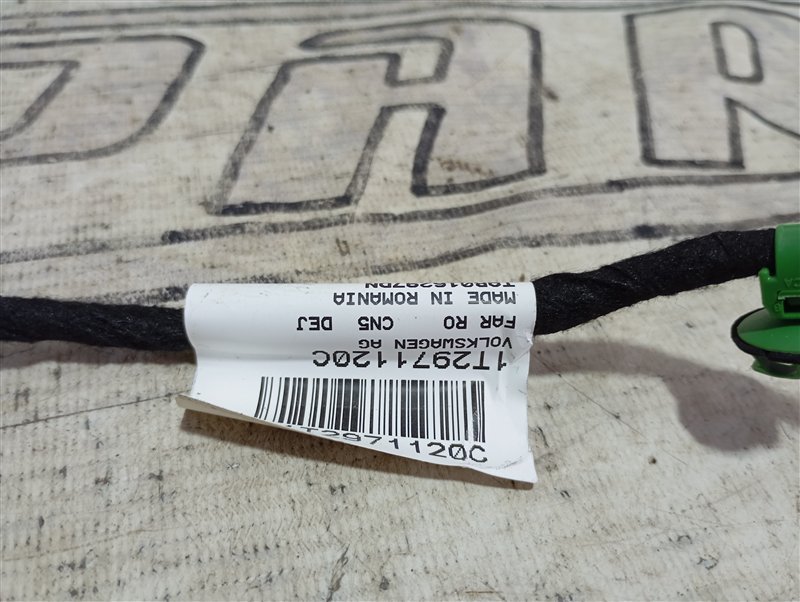 1T2971120C
VOLKSWAGEN AG
FAR RO CN5 DEJ
MADE IN ROMANIA
1T2971120C